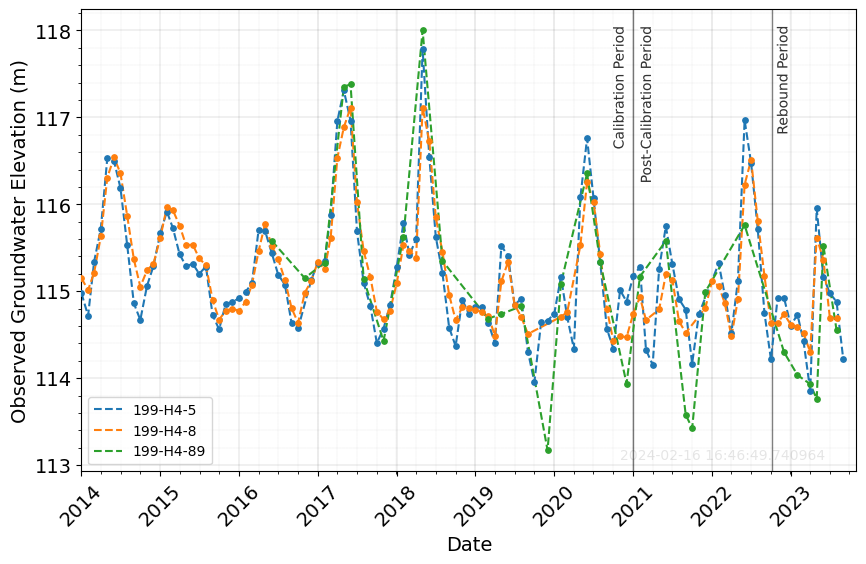 Observed Groundwater Elevation (m)
118
117
116
115
114
113
Calibration Period
Post-Calibration Period
Rebound Period
199-H4-5
199-H4-8
199-H4-89
2024-02-16 16:46:49.740964
2014
2015
2016
2017
2018
2019
2020
2021
2022
2023
Date